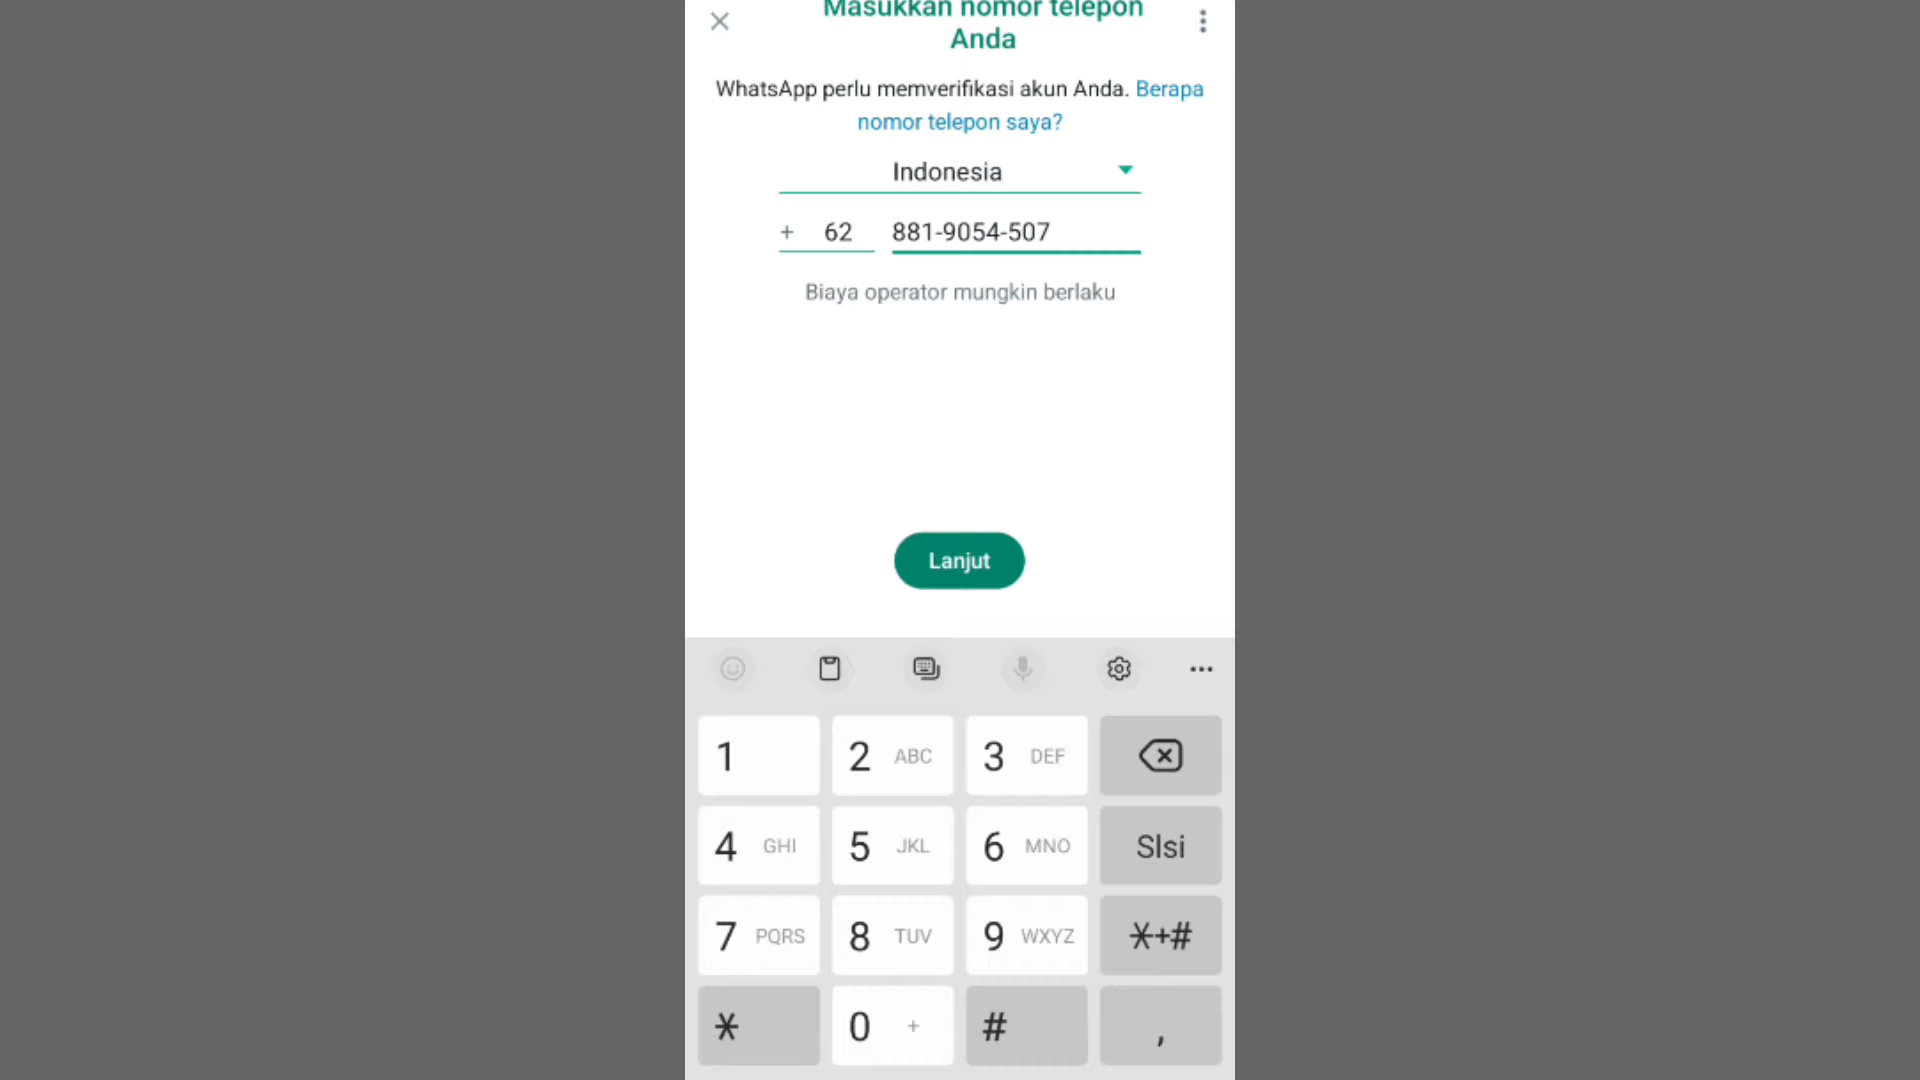 Masukkan nomor telepon
Anda
WhatsApp perlu memverifikasi akun Anda. Berapa
nomor telepon saya?
Indonesia
+ 62 881-9054-507
Biaya operator mungkin berlaku
Lanjut
1 2 ABC 3 DEF
4 GHI 5 JKL 6 MNO Slsi
7 PQRS 8 TUV 9 WXYZ *+#
* 0 + # ,